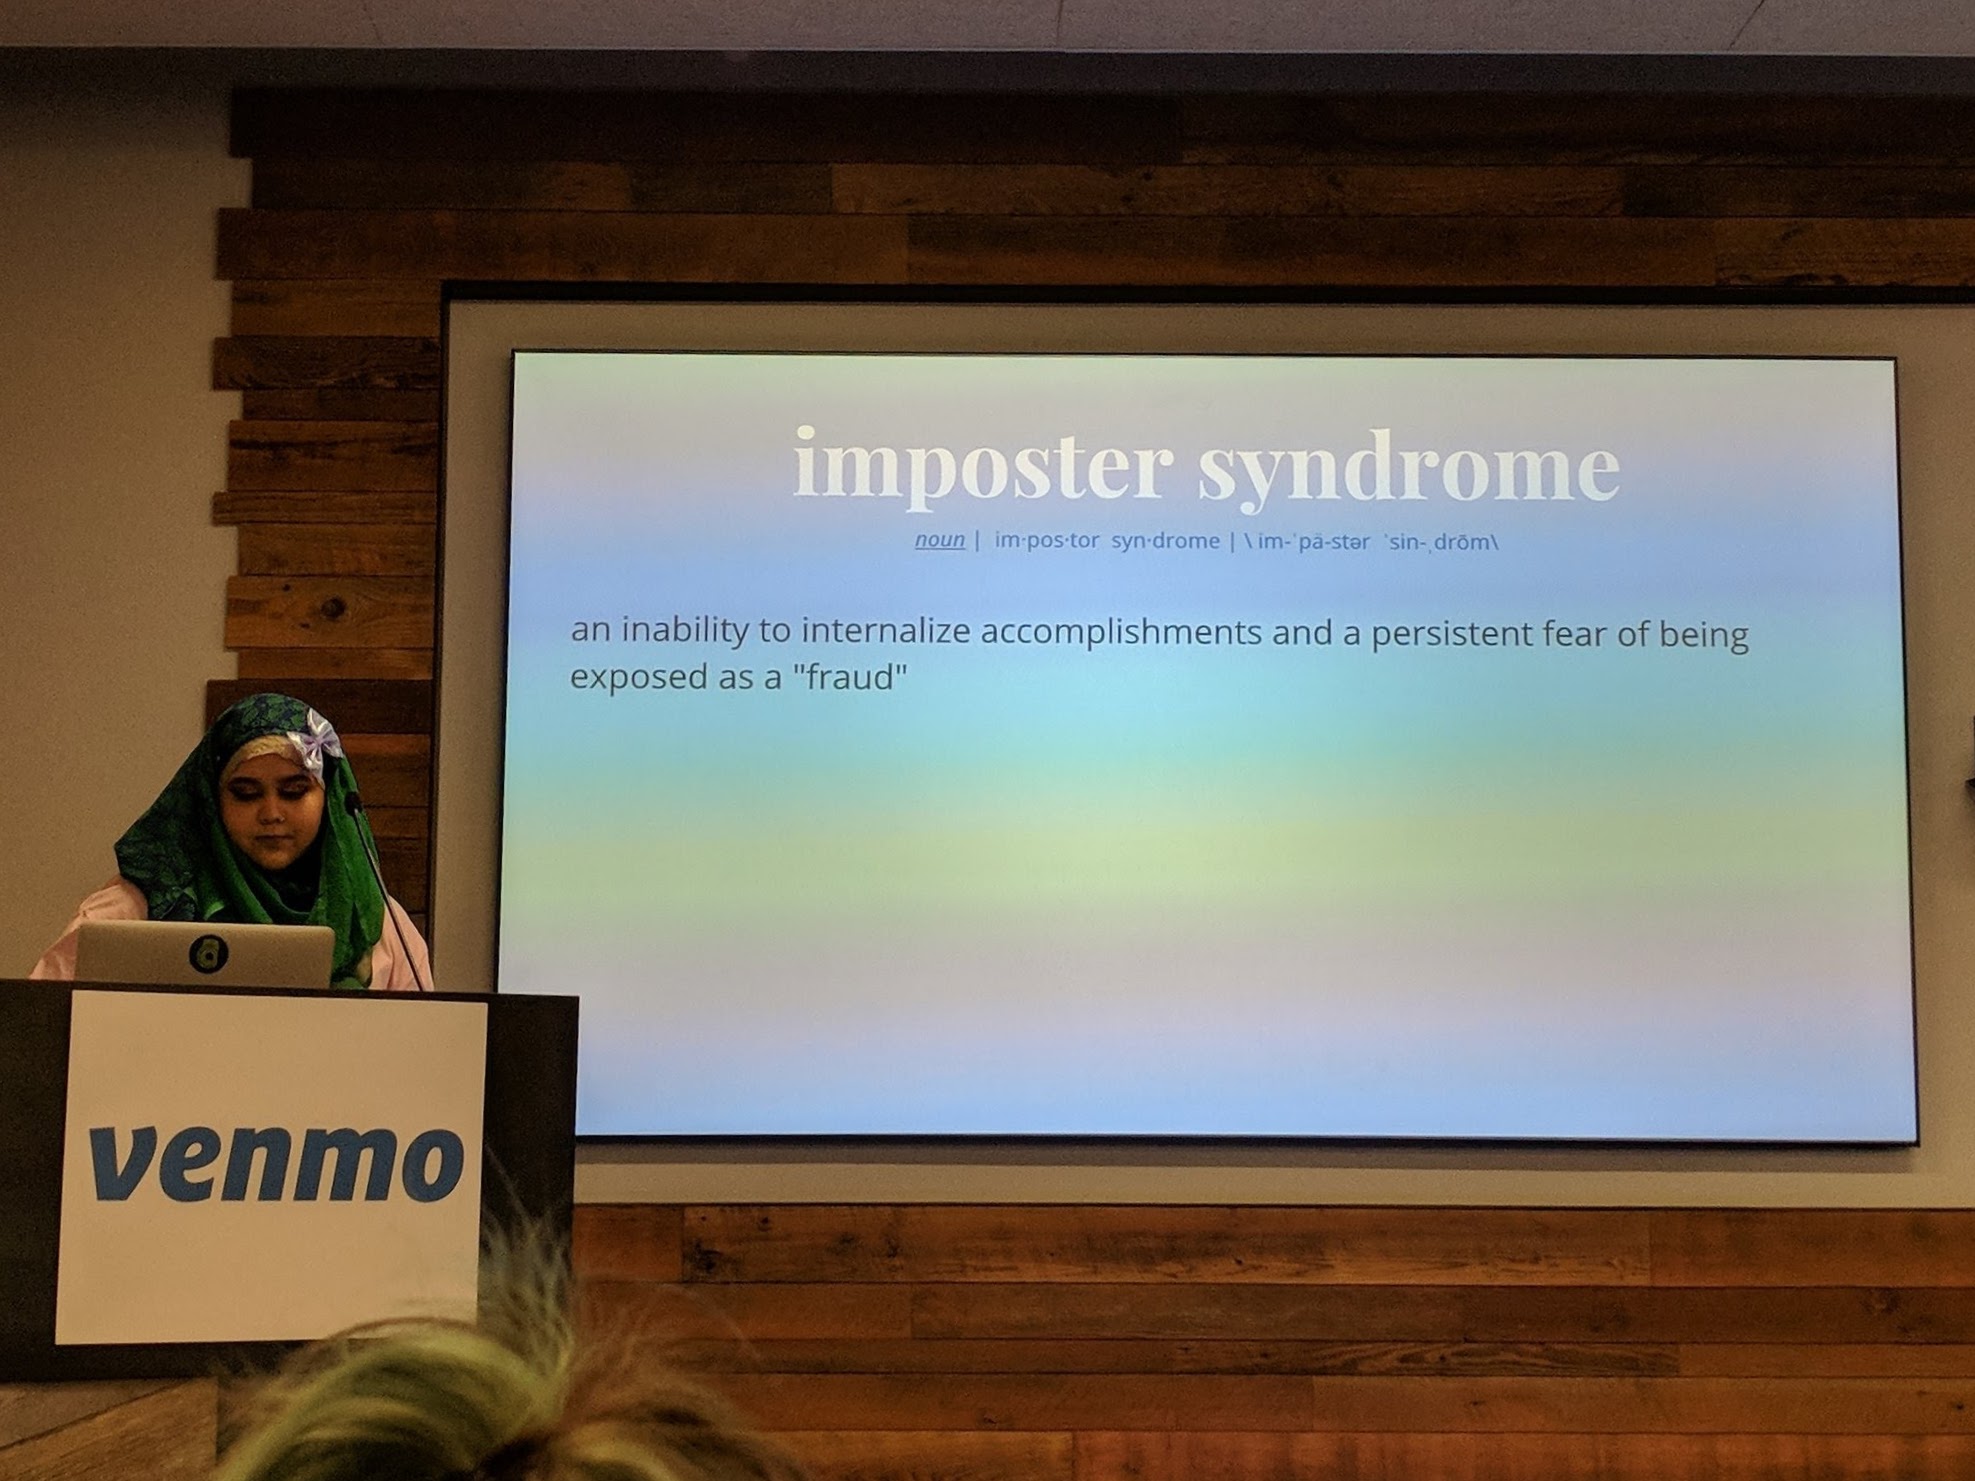 imposter syndrome
noun | im·pos·tor syn·drome | \ im-ˈpä-stər ˈsin-ˌdrōm\
an inability to internalize accomplishments and a persistent fear of being
exposed as a "fraud"
venmo